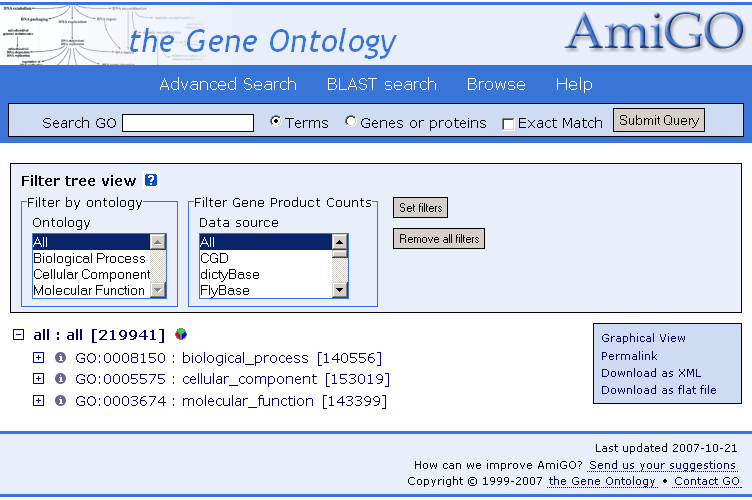 the Gene Ontology
AmiGO
Advanced Search BLAST search Browse Help
Search GO Terms Genes or proteins Exact Match Submit Query
Filter tree view ?
Filter by ontology
Ontology
All
Biological Process
Cellular Component
Molecular Function
Filter Gene Product Counts
Data source
All
CGD
dictyBase
FlyBase
Set filters
Remove all filters
all : all [219941]
GO:0008150 : biological_process [140556]
GO:0005575 : cellular_component [153019]
GO:0003674 : molecular_function [143399]
Graphical View
Permalink
Download as XML
Download as flat file
Last updated 2007-10-21
How can we improve AmiGO? Send us your suggestions
Copyright © 1999-2007 the Gene Ontology • Contact GO